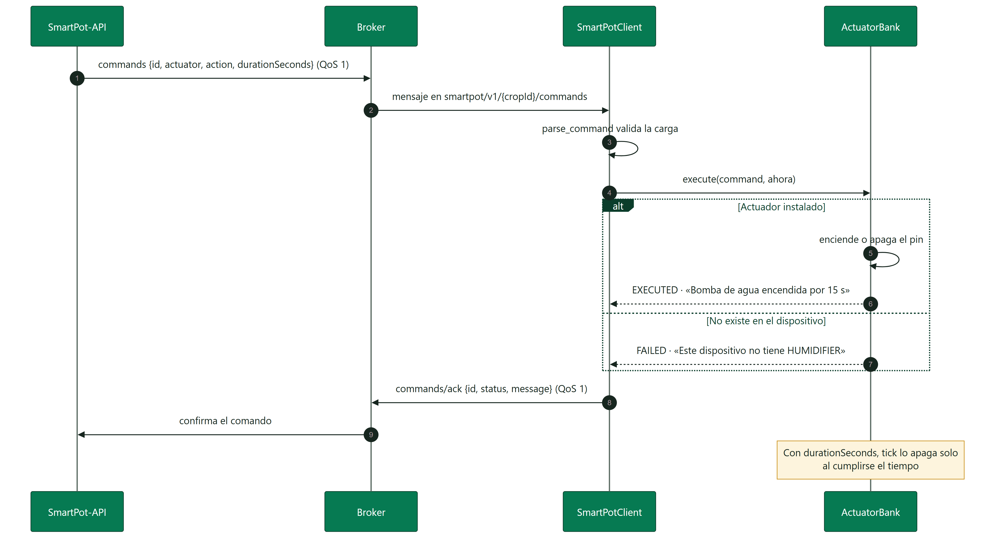 SmartPot-API
Broker
SmartPotClient
ActuatorBank
commands {id, actuator, action, durationSeconds} (QoS 1)
1
mensaje en smartpot/v1/{cropId}/commands
2
parse_command valida la carga
3
execute(command, ahora)
4
alt
[Actuador instalado]
enciende o apaga el pin
5
EXECUTED · «Bomba de agua encendida por 15 s»
6
[No existe en el dispositivo]
FAILED · «Este dispositivo no tiene HUMIDIFIER»
7
commands/ack {id, status, message} (QoS 1)
8
confirma el comando
9
Con durationSeconds, tick lo apaga solo
al cumplirse el tiempo
SmartPot-API
Broker
SmartPotClient
ActuatorBank